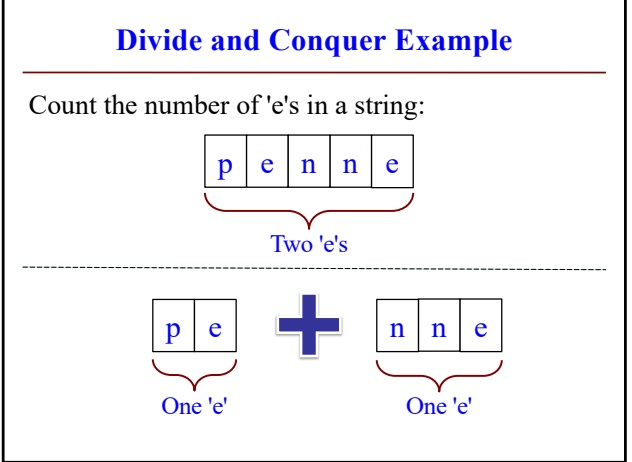 Divide and Conquer Example
Count the number of 'e's in a string:
p e n n e
Two 'e's
p e + n n e
One 'e' One 'e'